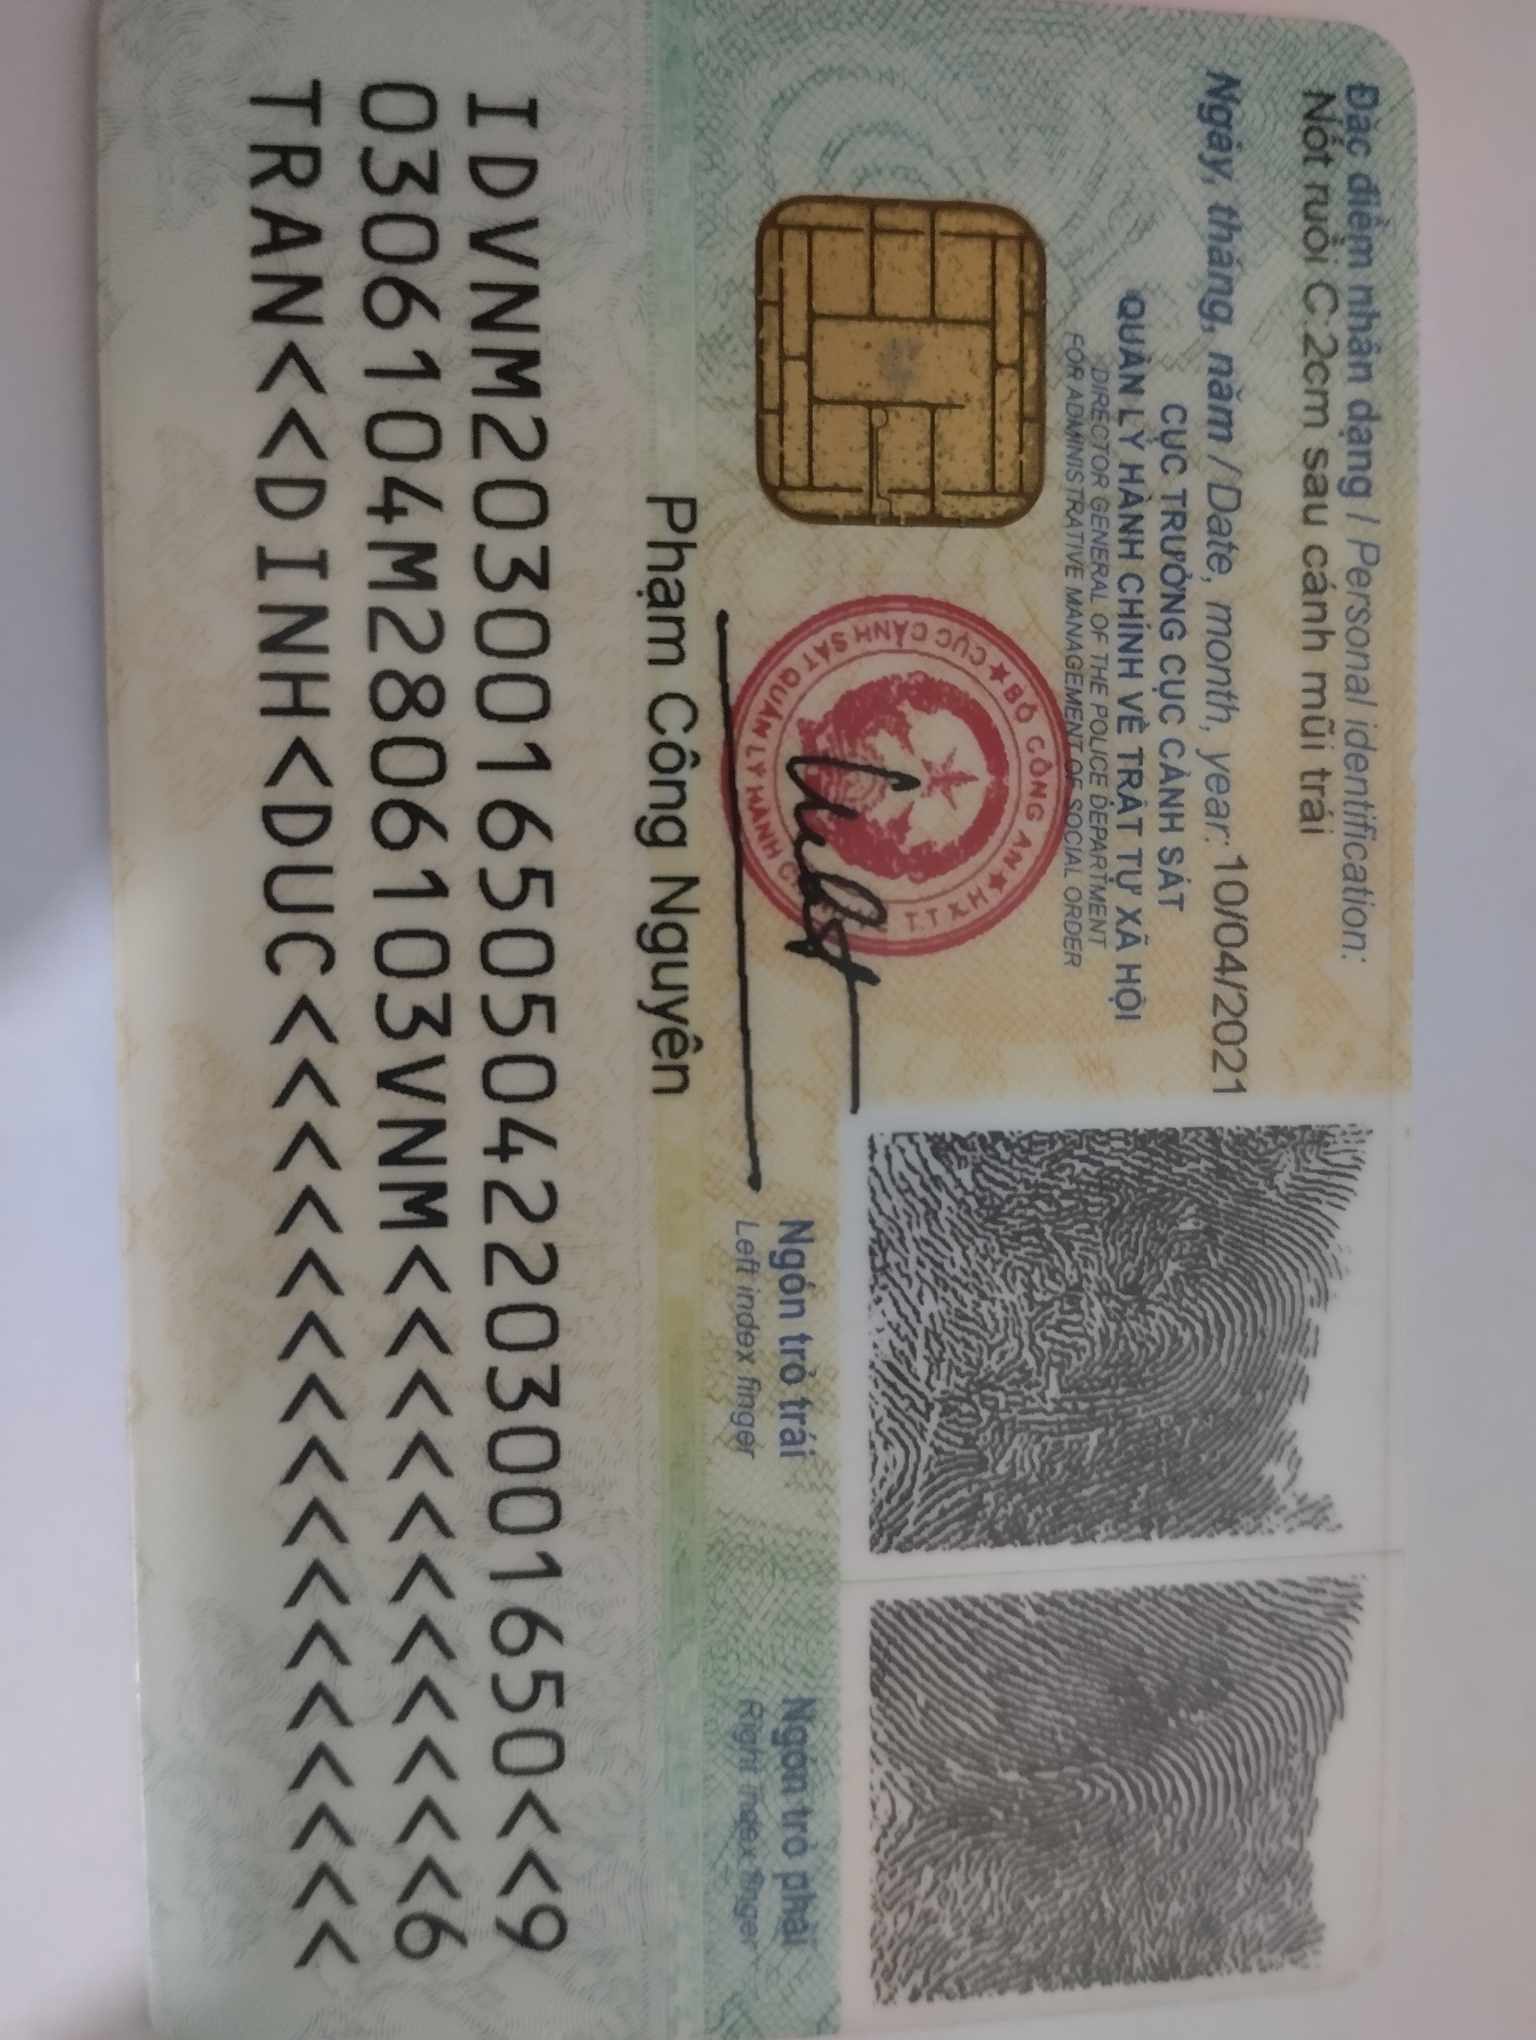 Đặc điểm nhân dạng / Personal identification:
Nốt ruồi C:2cm sau cánh mũi trái
Ngày, tháng, năm / Date, month, year: 10/04/2021
CỤC TRƯỞNG CỤC CẢNH SÁT
QUẢN LÝ HÀNH CHÍNH VỀ TRẬT TỰ XÃ HỘI
DIRECTOR GENERAL OF THE POLICE DEPARTMENT
FOR ADMINISTRATIVE MANAGEMENT OF SOCIAL ORDER
BỘ CÔNG AN
CỤC CẢNH SÁT QUẢN LÝ HÀNH
Ngón trỏ trái
Left index finger
Ngón trỏ phải
Right index finger
Phạm Công Nguyên
IDVNM2030016505042203001650<<9
0306104M2806103VNM<<<<<<<<<<<6
TRAN<<DINH<DUC<<<<<<<<<<<<<<<<